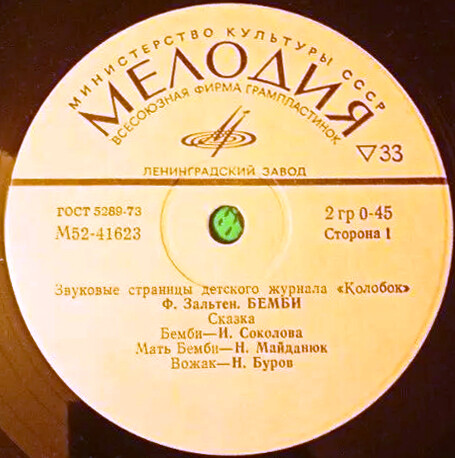 МИНИСТЕРСТВО КУЛЬТУРЫ СССР
МЕЛОДИЯ
ВСЕСОЮЗНАЯ ФИРМА ГРАМПЛАСТИНОК
▽33
ЛЕНИНГРАДСКИЙ ЗАВОД
ГОСТ 5289-73
2 гр 0-45
М52-41623
Сторона 1
Звуковые страницы детского журнала «Колобок»
Ф. Зальтен. БЕМБИ
Сказка
Бемби—И. Соколова
Мать Бемби—Н. Майданюк
Вожак—Н. Буров